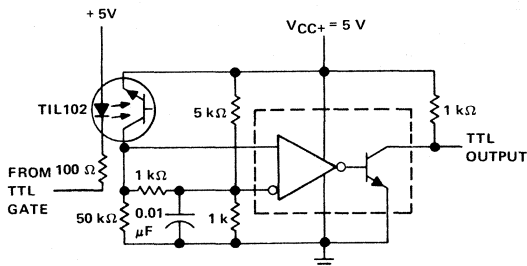 + 5V
VCC+ = 5 V
TIL102
5 kΩ
1 kΩ
TTL
OUTPUT
FROM
TTL
GATE
100 Ω
1 kΩ
50 kΩ
0.01
μF
1 k